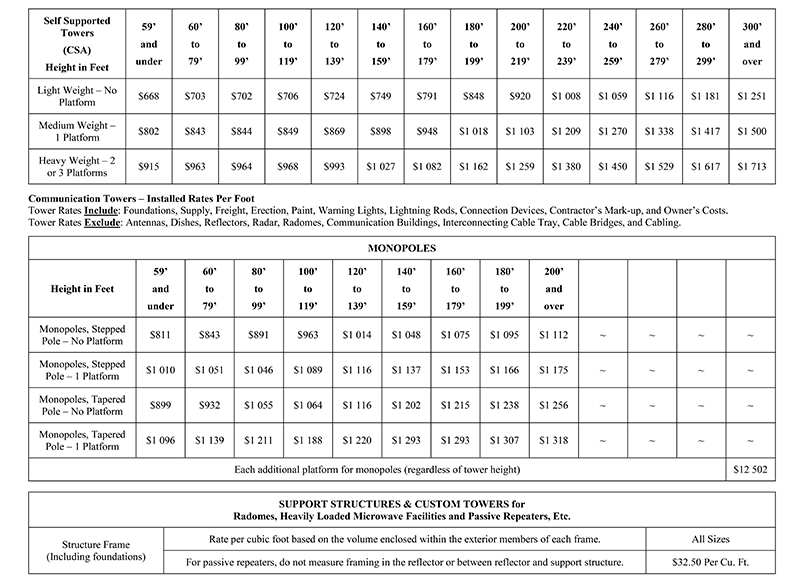 Self Supported Towers (CSA) Height in Feet | 59’ and under | 60’ to 79’ | 80’ to 99’ | 100’ to 119’ | 120’ to 139’ | 140’ to 159’ | 160’ to 179’ | 180’ to 199’ | 200’ to 219’ | 220’ to 239’ | 240’ to 259’ | 260’ to 279’ | 280’ to 299’ | 300’ and over
Light Weight – No Platform | $668 | $703 | $702 | $706 | $724 | $749 | $791 | $848 | $920 | $1 008 | $1 059 | $1 116 | $1 181 | $1 251
Medium Weight – 1 Platform | $802 | $843 | $844 | $849 | $869 | $898 | $948 | $1 018 | $1 103 | $1 209 | $1 270 | $1 338 | $1 417 | $1 500
Heavy Weight – 2 or 3 Platforms | $915 | $963 | $964 | $968 | $993 | $1 027 | $1 082 | $1 162 | $1 259 | $1 380 | $1 450 | $1 529 | $1 617 | $1 713
Communication Towers – Installed Rates Per Foot
Tower Rates Include: Foundations, Supply, Freight, Erection, Paint, Warning Lights, Lightning Rods, Connection Devices, Contractor’s Mark-up, and Owner’s Costs.
Tower Rates Exclude: Antennas, Dishes, Reflectors, Radar, Radomes, Communication Buildings, Interconnecting Cable Tray, Cable Bridges, and Cabling.
MONOPOLES
Height in Feet | 59’ and under | 60’ to 79’ | 80’ to 99’ | 100’ to 119’ | 120’ to 139’ | 140’ to 159’ | 160’ to 179’ | 180’ to 199’ | 200’ and over
Monopoles, Stepped Pole – No Platform | $811 | $843 | $891 | $963 | $1 014 | $1 048 | $1 075 | $1 095 | $1 112 | ~ | ~ | ~ | ~
Monopoles, Stepped Pole – 1 Platform | $1 010 | $1 051 | $1 046 | $1 089 | $1 116 | $1 137 | $1 153 | $1 166 | $1 175 | ~ | ~ | ~ | ~
Monopoles, Tapered Pole – No Platform | $899 | $932 | $1 055 | $1 064 | $1 116 | $1 202 | $1 215 | $1 238 | $1 256 | ~ | ~ | ~ | ~
Monopoles, Tapered Pole – 1 Platform | $1 096 | $1 139 | $1 211 | $1 188 | $1 220 | $1 293 | $1 293 | $1 307 | $1 318 | ~ | ~ | ~ | ~
Each additional platform for monopoles (regardless of tower height) | $12 502
SUPPORT STRUCTURES & CUSTOM TOWERS for
Radomes, Heavily Loaded Microwave Facilities and Passive Repeaters, Etc.
Structure Frame (Including foundations) | Rate per cubic foot based on the volume enclosed within the exterior members of each frame. | All Sizes
For passive repeaters, do not measure framing in the reflector or between reflector and support structure. | $32.50 Per Cu. Ft.